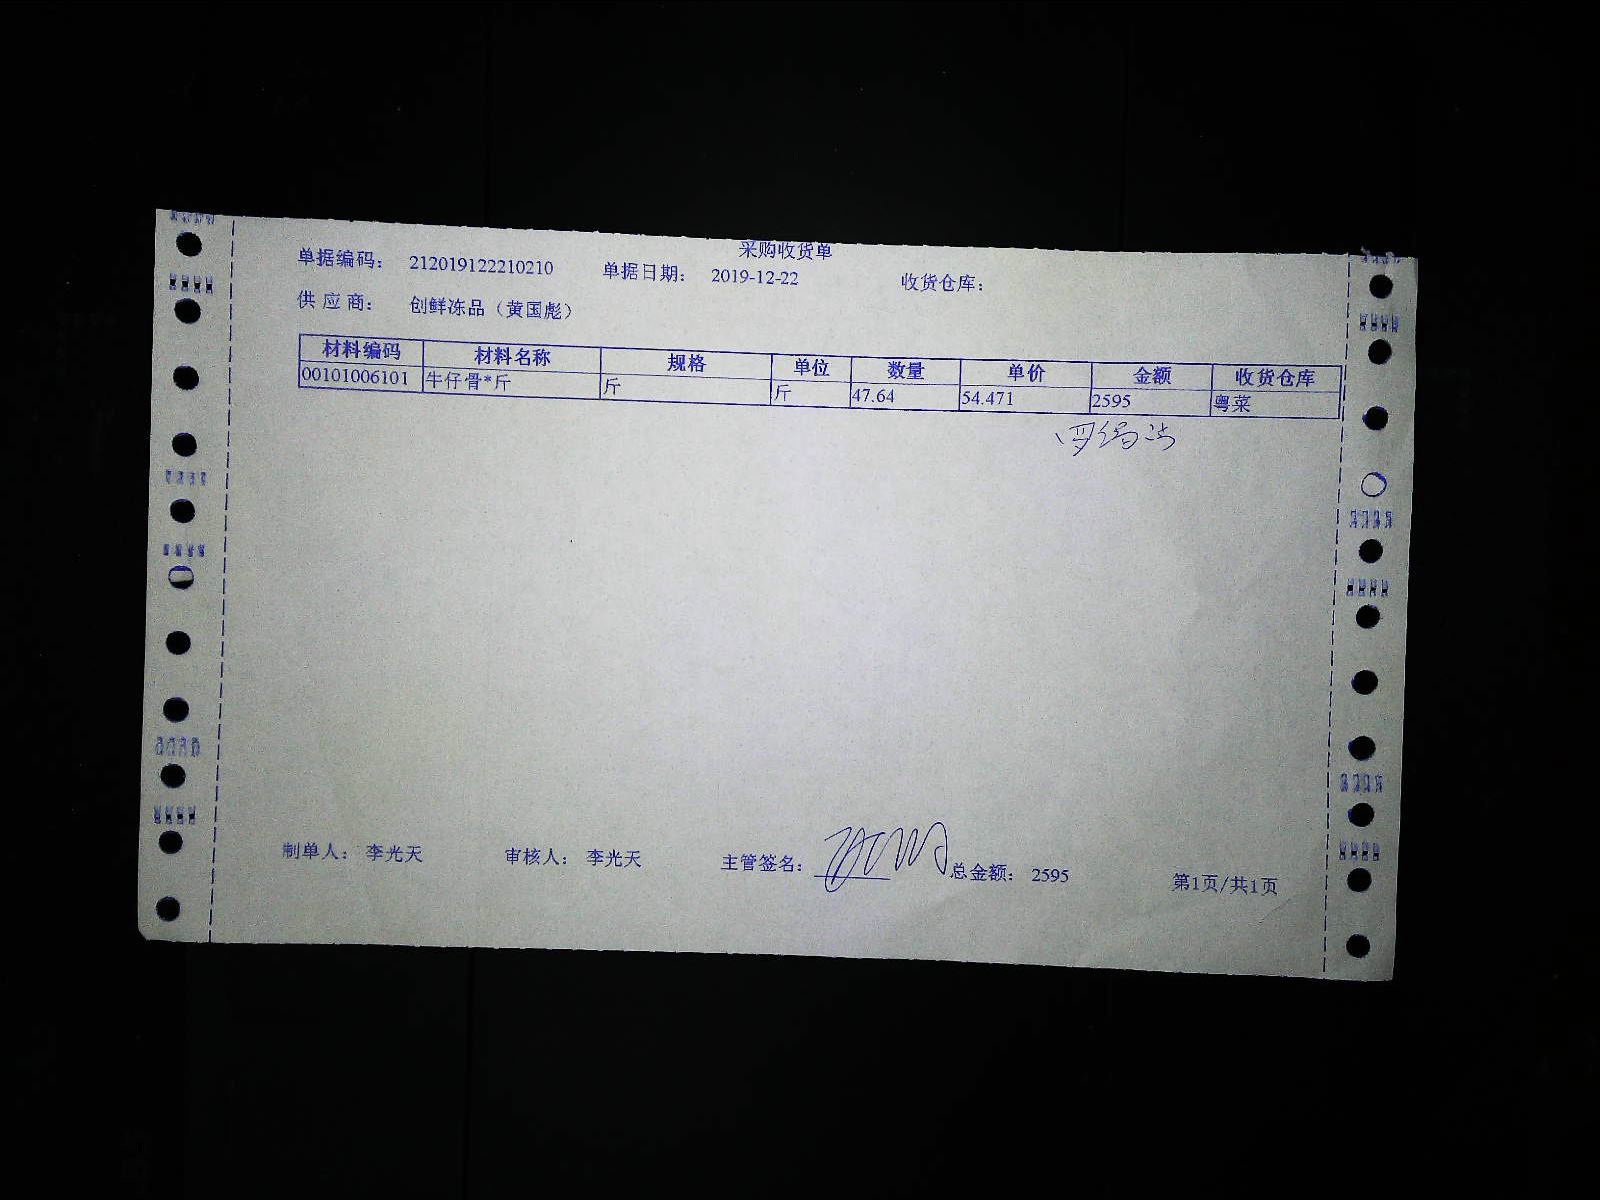 采购收货单
单据编码: 212019122210210 单据日期: 2019-12-22 收货仓库:
供 应 商: 创鲜冻品（黄国彪）
材料编码 材料名称 规格 单位 数量 单价 金额 收货仓库
00101006101 牛仔骨*斤 斤 斤 47.64 54.471 2595 粤菜
制单人: 李光天 审核人: 李光天 主管签名: 总金额: 2595 第1页/共1页